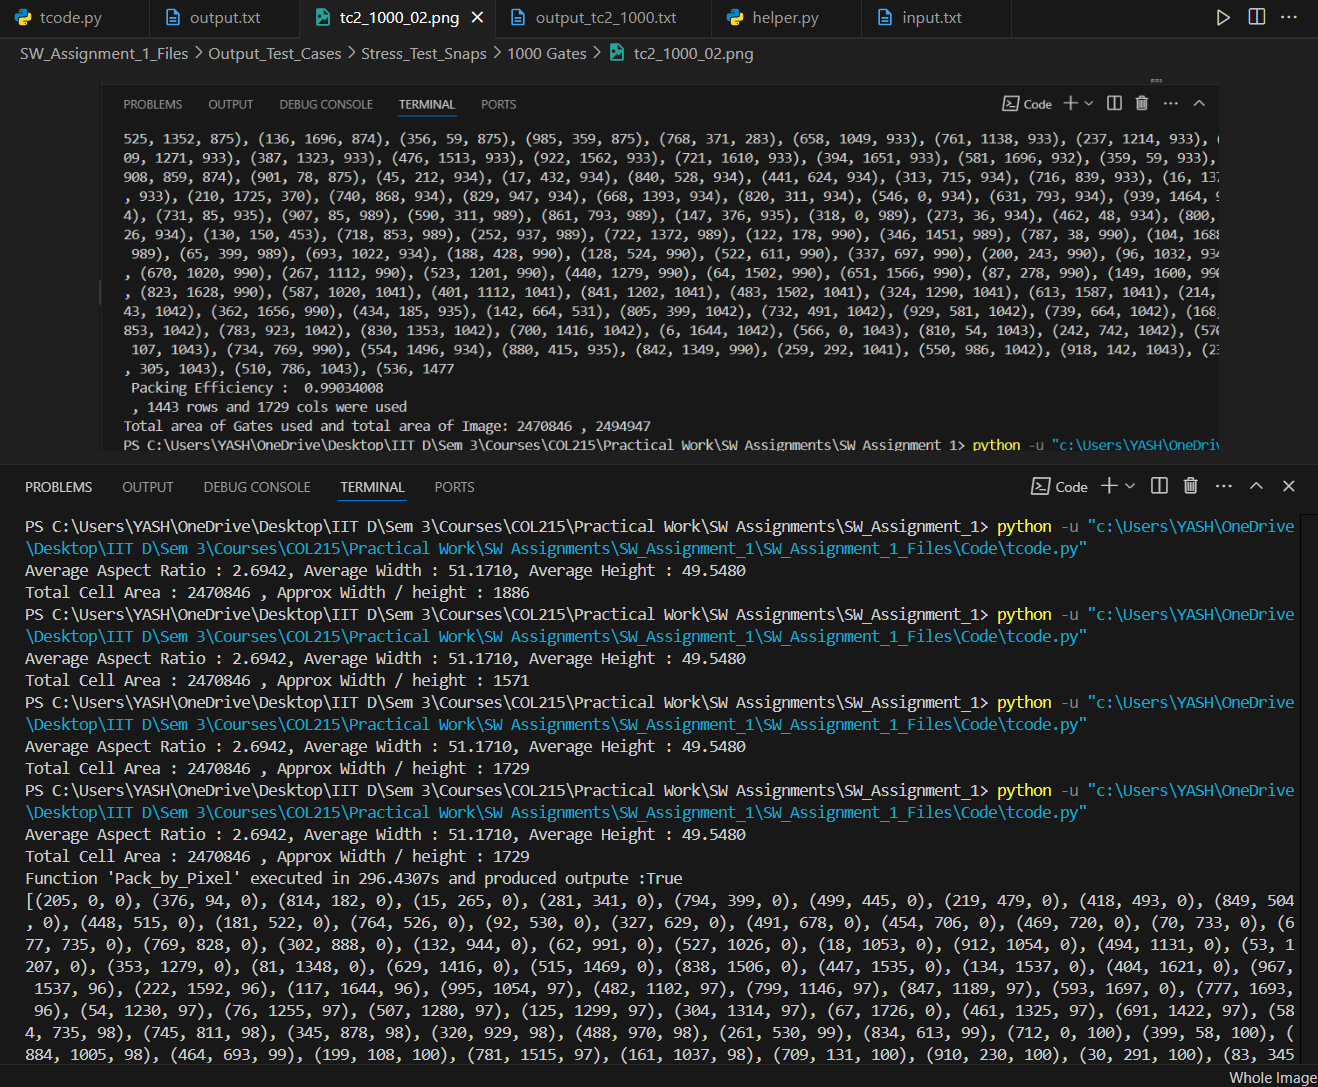 tcode.py output.txt tc2_1000_02.png output_tc2_1000.txt helper.py input.txt
SW_Assignment_1_Files > Output_Test_Cases > Stress_Test_Snaps > 1000 Gates > tc2_1000_02.png
PROBLEMS OUTPUT DEBUG CONSOLE TERMINAL PORTS Code
525, 1352, 875), (136, 1696, 874), (356, 59, 875), (985, 359, 875), (768, 371, 283), (658, 1049, 933), (761, 1138, 933), (237, 1214, 933), (
09, 1271, 933), (387, 1323, 933), (476, 1513, 933), (922, 1562, 933), (721, 1610, 933), (394, 1651, 933), (581, 1696, 932), (359, 59, 933),
908, 859, 874), (901, 78, 875), (45, 212, 934), (17, 432, 934), (840, 528, 934), (441, 624, 934), (313, 715, 934), (716, 839, 933), (16, 137
, 933), (210, 1725, 370), (740, 868, 934), (829, 947, 934), (668, 1393, 934), (820, 311, 934), (546, 0, 934), (631, 793, 934), (939, 1464, 9
4), (731, 85, 935), (907, 85, 989), (590, 311, 989), (861, 793, 989), (147, 376, 935), (318, 0, 989), (273, 36, 934), (462, 48, 934), (800,
26, 934), (130, 150, 453), (718, 853, 989), (252, 937, 989), (722, 1372, 989), (122, 178, 990), (346, 1451, 989), (787, 38, 990), (104, 1688
989), (65, 399, 989), (693, 1022, 934), (188, 428, 990), (128, 524, 990), (522, 611, 990), (337, 697, 990), (200, 243, 990), (96, 1032, 934
, (670, 1020, 990), (267, 1112, 990), (523, 1201, 990), (440, 1279, 990), (64, 1502, 990), (651, 1566, 990), (87, 278, 990), (149, 1600, 990
, (823, 1628, 990), (587, 1020, 1041), (401, 1112, 1041), (841, 1202, 1041), (483, 1502, 1041), (324, 1290, 1041), (613, 1587, 1041), (214,
43, 1042), (362, 1656, 990), (434, 185, 935), (142, 664, 531), (805, 399, 1042), (732, 491, 1042), (929, 581, 1042), (739, 664, 1042), (168
853, 1042), (783, 923, 1042), (830, 1353, 1042), (700, 1416, 1042), (6, 1644, 1042), (566, 0, 1043), (810, 54, 1043), (242, 742, 1042), (570
107, 1043), (734, 769, 990), (554, 1496, 934), (880, 415, 935), (842, 1349, 990), (259, 292, 1041), (550, 986, 1042), (918, 142, 1043), (23
, 305, 1043), (510, 786, 1043), (536, 1477
Packing Efficiency : 0.99034008
, 1443 rows and 1729 cols were used
Total area of Gates used and total area of Image: 2470846 , 2494947
PS C:\Users\YASH\OneDrive\Desktop\IIT D\Sem 3\Courses\COL215\Practical Work\SW Assignments\SW Assignment 1> python -u "c:\Users\YASH\OneDriv
PROBLEMS OUTPUT DEBUG CONSOLE TERMINAL PORTS Code
PS C:\Users\YASH\OneDrive\Desktop\IIT D\Sem 3\Courses\COL215\Practical Work\SW Assignments\SW_Assignment_1> python -u "c:\Users\YASH\OneDrive
\Desktop\IIT D\Sem 3\Courses\COL215\Practical Work\SW Assignments\SW_Assignment_1\SW_Assignment_1_Files\Code\tcode.py"
Average Aspect Ratio : 2.6942, Average Width : 51.1710, Average Height : 49.5480
Total Cell Area : 2470846 , Approx Width / height : 1886
PS C:\Users\YASH\OneDrive\Desktop\IIT D\Sem 3\Courses\COL215\Practical Work\SW Assignments\SW_Assignment_1> python -u "c:\Users\YASH\OneDrive
\Desktop\IIT D\Sem 3\Courses\COL215\Practical Work\SW Assignments\SW_Assignment_1\SW_Assignment_1_Files\Code\tcode.py"
Average Aspect Ratio : 2.6942, Average Width : 51.1710, Average Height : 49.5480
Total Cell Area : 2470846 , Approx Width / height : 1571
PS C:\Users\YASH\OneDrive\Desktop\IIT D\Sem 3\Courses\COL215\Practical Work\SW Assignments\SW_Assignment_1> python -u "c:\Users\YASH\OneDrive
\Desktop\IIT D\Sem 3\Courses\COL215\Practical Work\SW Assignments\SW_Assignment_1\SW_Assignment_1_Files\Code\tcode.py"
Average Aspect Ratio : 2.6942, Average Width : 51.1710, Average Height : 49.5480
Total Cell Area : 2470846 , Approx Width / height : 1729
PS C:\Users\YASH\OneDrive\Desktop\IIT D\Sem 3\Courses\COL215\Practical Work\SW Assignments\SW_Assignment_1> python -u "c:\Users\YASH\OneDrive
\Desktop\IIT D\Sem 3\Courses\COL215\Practical Work\SW Assignments\SW_Assignment_1\SW_Assignment_1_Files\Code\tcode.py"
Average Aspect Ratio : 2.6942, Average Width : 51.1710, Average Height : 49.5480
Total Cell Area : 2470846 , Approx Width / height : 1729
Function 'Pack_by_Pixel' executed in 296.4307s and produced outpute :True
[(205, 0, 0), (376, 94, 0), (814, 182, 0), (15, 265, 0), (281, 341, 0), (794, 399, 0), (499, 445, 0), (219, 479, 0), (418, 493, 0), (849, 504
, 0), (448, 515, 0), (181, 522, 0), (764, 526, 0), (92, 530, 0), (327, 629, 0), (491, 678, 0), (454, 706, 0), (469, 720, 0), (70, 733, 0), (6
77, 735, 0), (769, 828, 0), (302, 888, 0), (132, 944, 0), (62, 991, 0), (527, 1026, 0), (18, 1053, 0), (912, 1054, 0), (494, 1131, 0), (53, 1
207, 0), (353, 1279, 0), (81, 1348, 0), (629, 1416, 0), (515, 1469, 0), (838, 1506, 0), (447, 1535, 0), (134, 1537, 0), (404, 1621, 0), (967,
1537, 96), (222, 1592, 96), (117, 1644, 96), (995, 1054, 97), (482, 1102, 97), (799, 1146, 97), (847, 1189, 97), (593, 1697, 0), (777, 1693,
96), (54, 1230, 97), (76, 1255, 97), (507, 1280, 97), (125, 1299, 97), (304, 1314, 97), (67, 1726, 0), (461, 1325, 97), (691, 1422, 97), (58
4, 735, 98), (745, 811, 98), (345, 878, 98), (320, 929, 98), (488, 970, 98), (261, 530, 99), (834, 613, 99), (712, 0, 100), (399, 58, 100), (
884, 1005, 98), (464, 693, 99), (199, 108, 100), (781, 1515, 97), (161, 1037, 98), (709, 131, 100), (910, 230, 100), (30, 291, 100), (83, 345
Whole Image